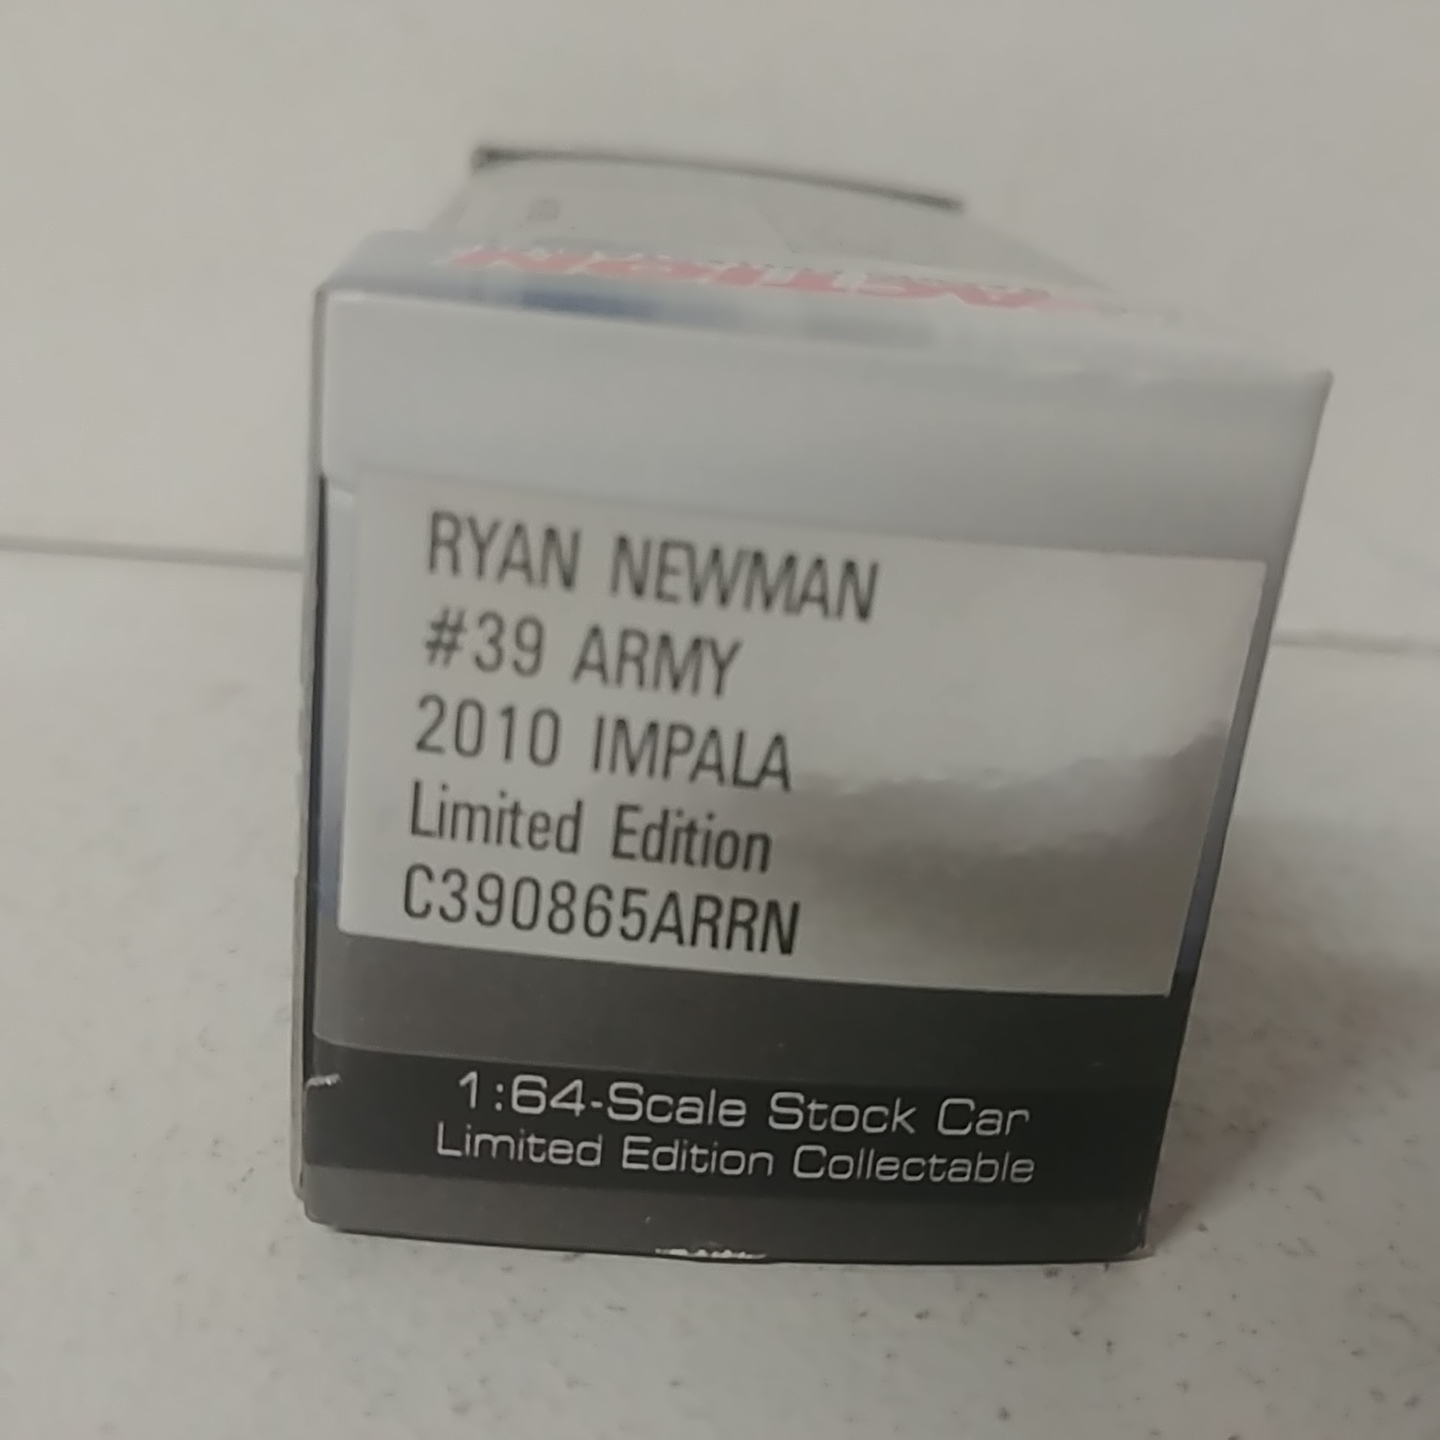 RYAN NEWMAN
#39 ARMY
2010 IMPALA
Limited Edition
C390865ARRN
1:64-Scale Stock Car
Limited Edition Collectable